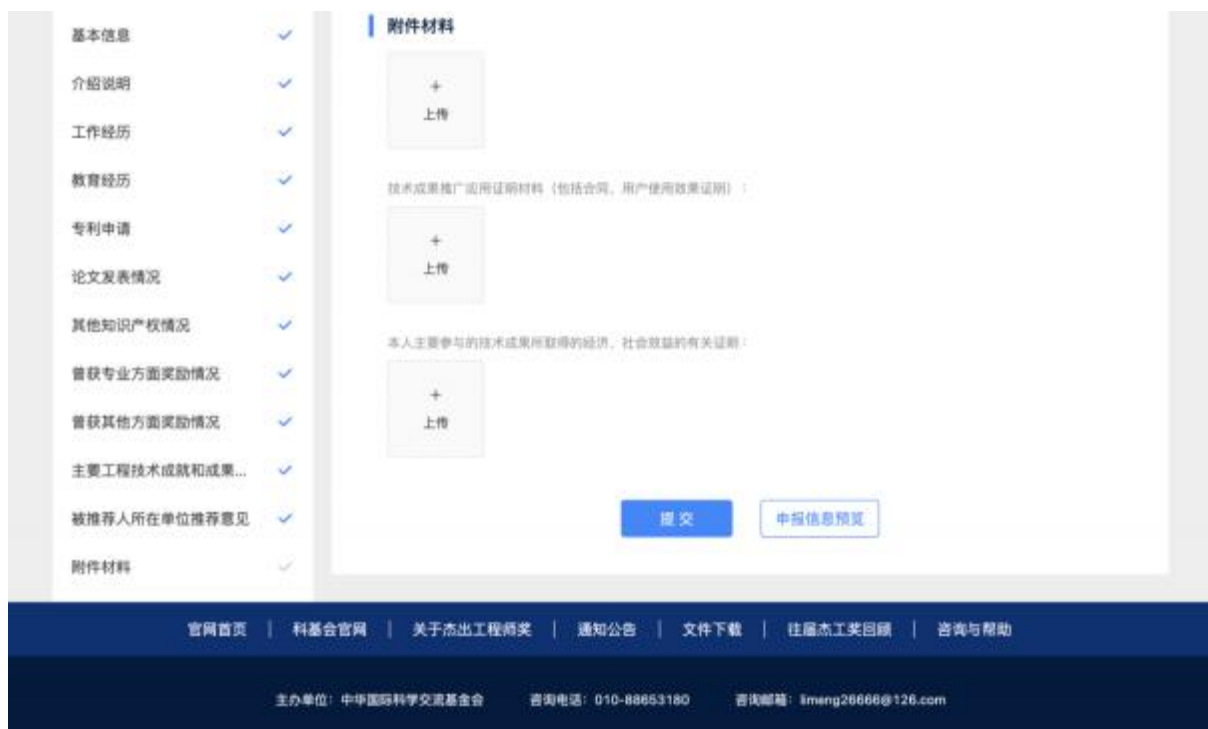 基本信息
介绍说明
工作经历
教育经历
专利申请
论文发表情况
其他知识产权情况
曾获专业方面奖励情况
曾获其他方面奖励情况
主要工程技术成就和成果...
被推荐人所在单位推荐意见
附件材料
附件材料
+
上传
技术成果推广应用证明材料（包括合同、用户使用效果证明）：
+
上传
本人主要参与的技术成果所取得的经济、社会效益的有关证明：
+
上传
提交 申报信息预览
官网首页 | 科基会官网 | 关于杰出工程师奖 | 通知公告 | 文件下载 | 往届杰工奖回顾 | 咨询与帮助
主办单位：中华国际科学交流基金会 咨询电话：010-88653180 咨询邮箱：limeng26666@126.com